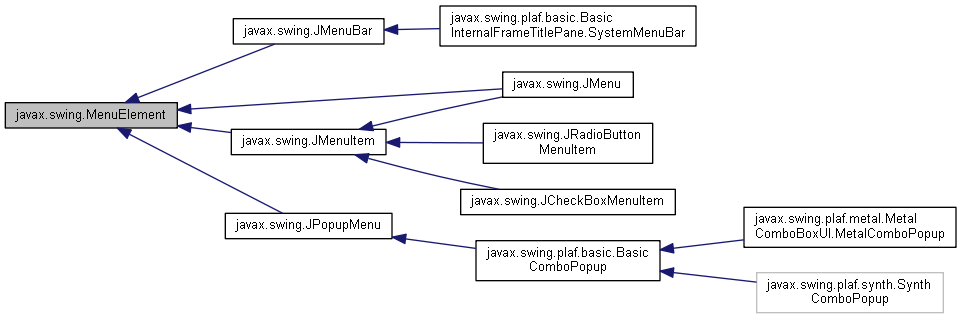 javax.swing.plaf.basic.Basic
InternalFrameTitlePane.SystemMenuBar
javax.swing.JMenuBar
javax.swing.JMenu
javax.swing.MenuElement
javax.swing.JMenuItem
javax.swing.JRadioButton
MenuItem
javax.swing.JCheckBoxMenuItem
javax.swing.JPopupMenu
javax.swing.plaf.metal.Metal
ComboBoxUI.MetalComboPopup
javax.swing.plaf.basic.Basic
ComboPopup
javax.swing.plaf.synth.Synth
ComboPopup